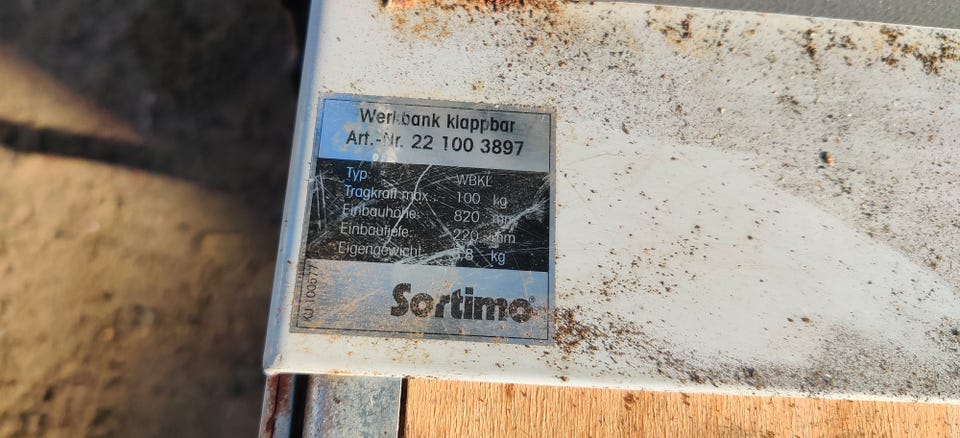 Werkbank klappbar
Art.-Nr. 22 100 3897
Typ: WBKL
Tragkraft max.: 100 kg
Einbauhöhe: 820 mm
Einbautiefe: 220 mm
Eigengewicht: kg
Sortimo®